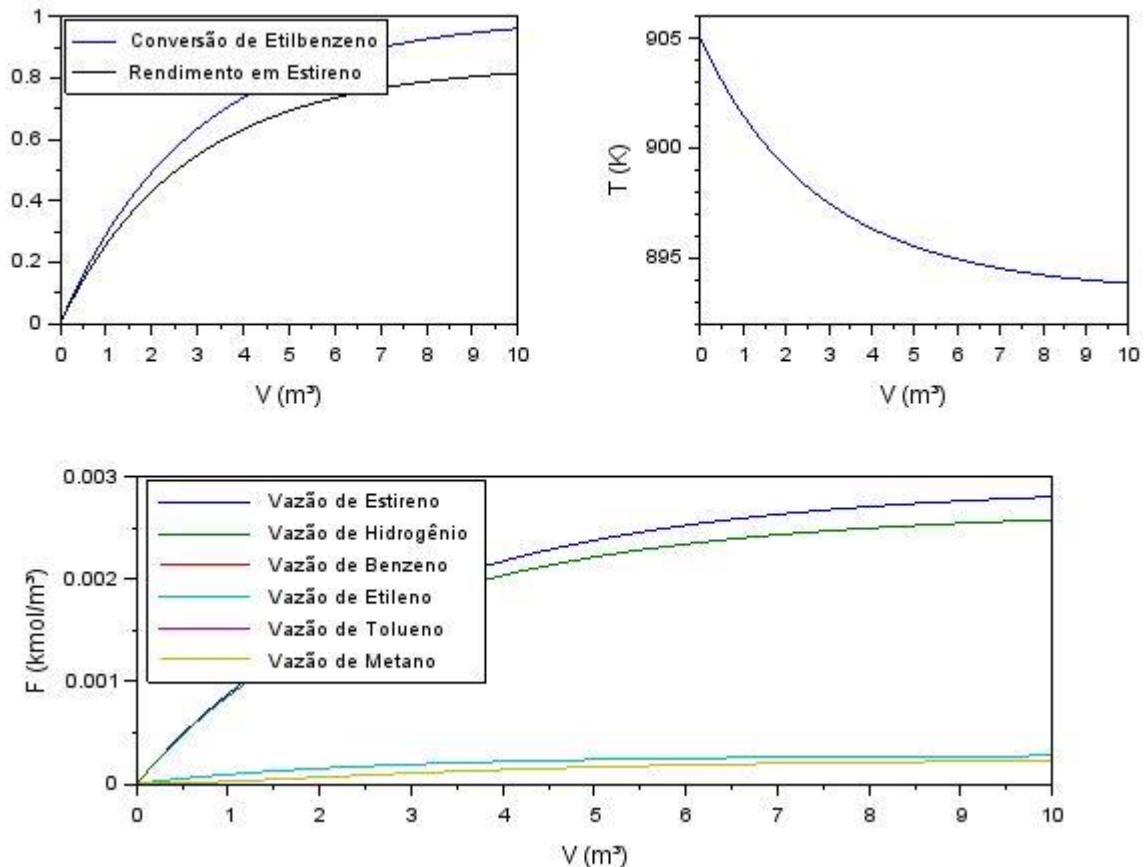 1
0.8
0.6
0.4
0.2
0
Conversão de Etilbenzeno
Rendimento em Estireno
0 1 2 3 4 5 6 7 8 9 10
V (m³)
905
900
895
T (K)
0 1 2 3 4 5 6 7 8 9 10
V (m³)
0.003
0.002
0.001
0
F (kmol/m³)
Vazão de Estireno
Vazão de Hidrogênio
Vazão de Benzeno
Vazão de Etileno
Vazão de Tolueno
Vazão de Metano
0 1 2 3 4 5 6 7 8 9 10
V (m³)